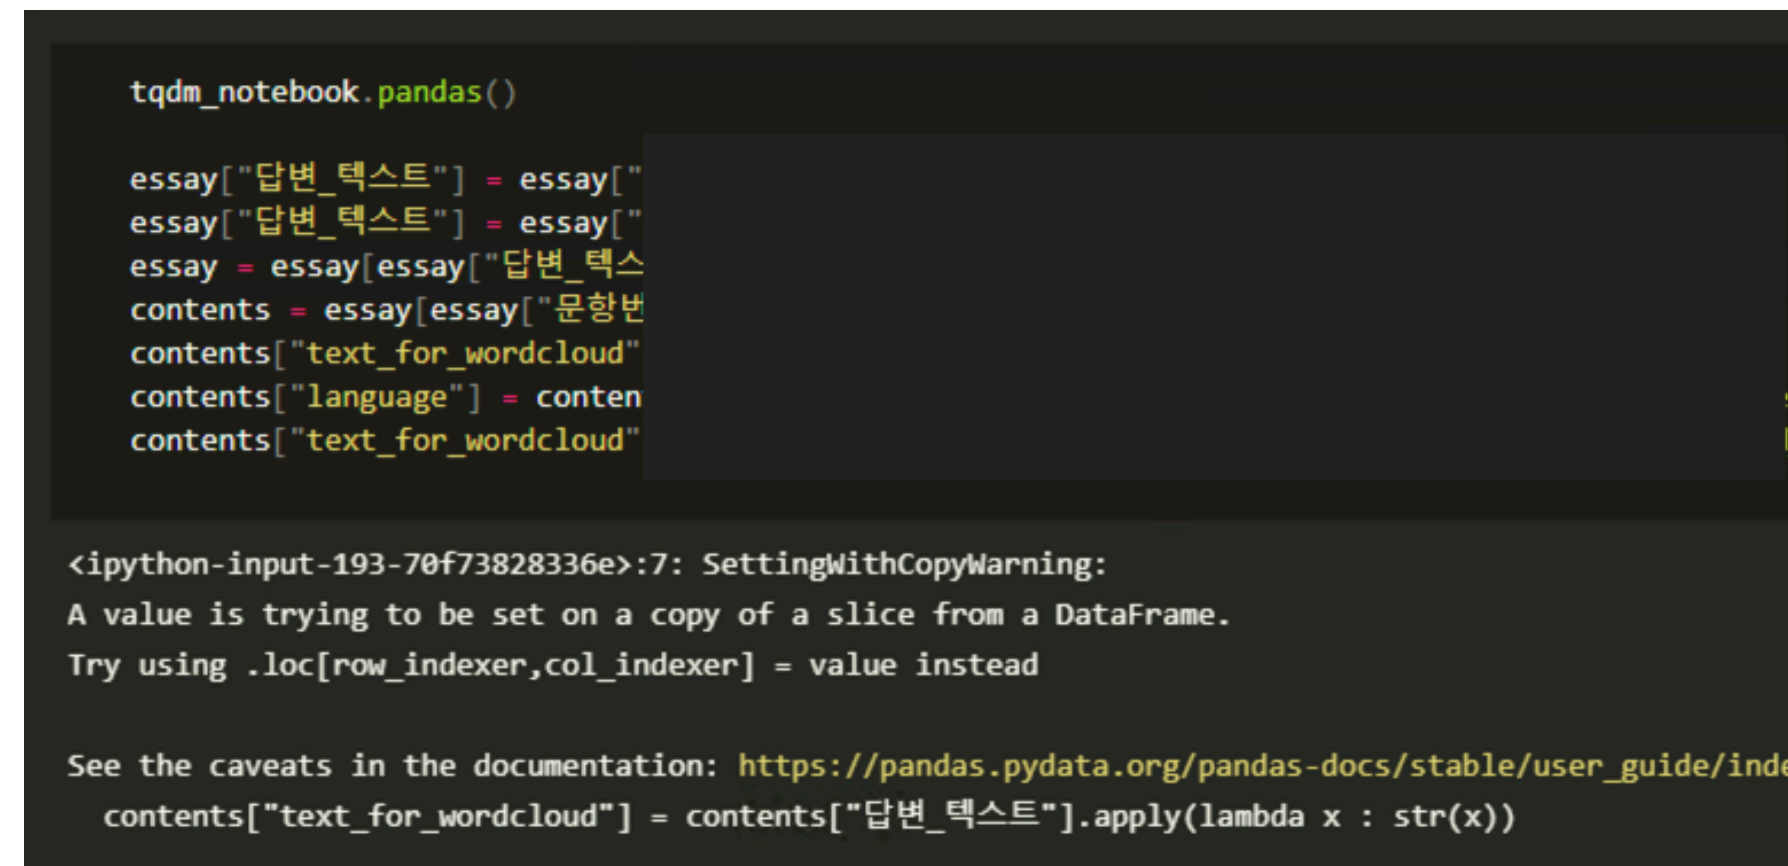 tqdm_notebook.pandas()
essay["답변_텍스트"] = essay["
essay["답변_텍스트"] = essay["
essay = essay[essay["답변_텍스
contents = essay[essay["문항번
contents["text_for_wordcloud"
contents["language"] = conten
contents["text_for_wordcloud"
<ipython-input-193-70f73828336e>:7: SettingWithCopyWarning:
A value is trying to be set on a copy of a slice from a DataFrame.
Try using .loc[row_indexer,col_indexer] = value instead
See the caveats in the documentation: https://pandas.pydata.org/pandas-docs/stable/user_guide/inde
contents["text_for_wordcloud"] = contents["답변_텍스트"].apply(lambda x : str(x))